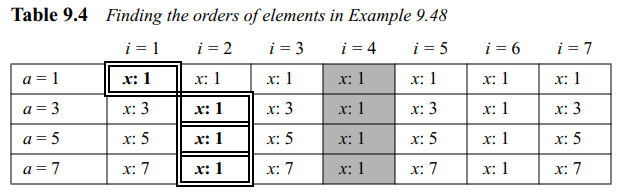 Table 9.4 Finding the orders of elements in Example 9.48
i = 1 i = 2 i = 3 i = 4 i = 5 i = 6 i = 7
a = 1 x: 1 x: 1 x: 1 x: 1 x: 1 x: 1 x: 1
a = 3 x: 3 x: 1 x: 3 x: 1 x: 3 x: 1 x: 3
a = 5 x: 5 x: 1 x: 5 x: 1 x: 5 x: 1 x: 5
a = 7 x: 7 x: 1 x: 7 x: 1 x: 7 x: 1 x: 7